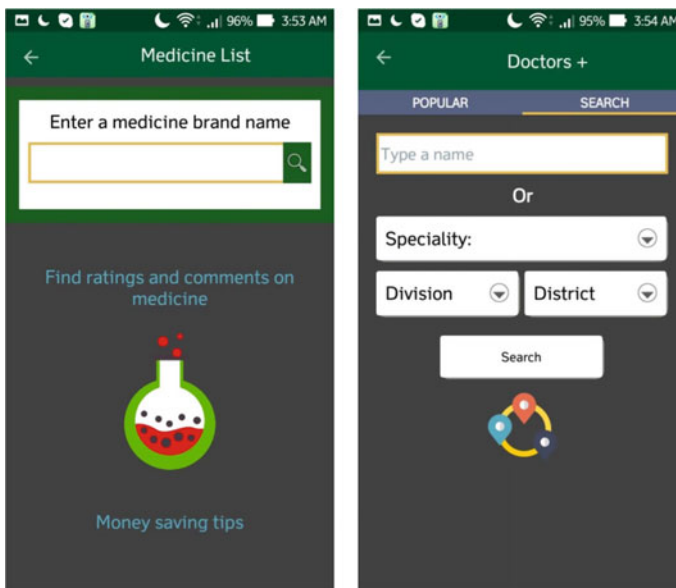 96% 3:53 AM
Medicine List
Enter a medicine brand name
Find ratings and comments on
medicine
Money saving tips
95% 3:54 AM
Doctors +
POPULAR SEARCH
Type a name
Or
Speciality:
Division District
Search